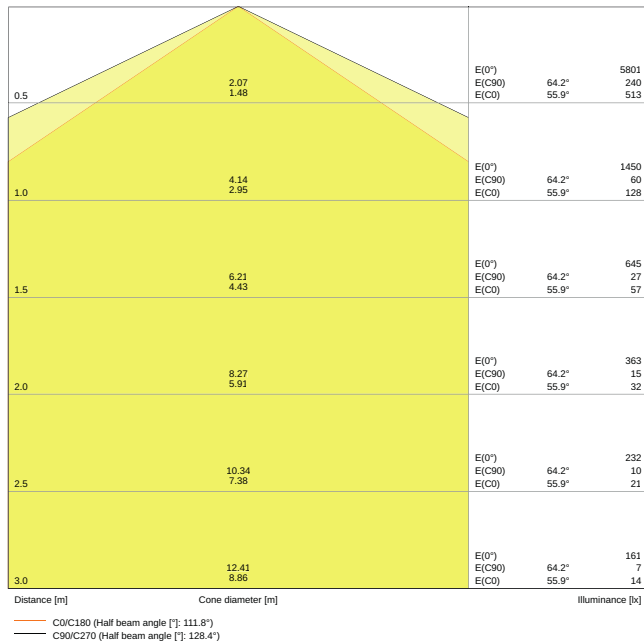 E(0°) 5801
2.07 E(C90) 64.2° 240
0.5 1.48 E(C0) 55.9° 513
E(0°) 1450
4.14 E(C90) 64.2° 60
1.0 2.95 E(C0) 55.9° 128
E(0°) 645
6.21 E(C90) 64.2° 27
1.5 4.43 E(C0) 55.9° 57
E(0°) 363
8.27 E(C90) 64.2° 15
2.0 5.91 E(C0) 55.9° 32
E(0°) 232
10.34 E(C90) 64.2° 10
2.5 7.38 E(C0) 55.9° 21
E(0°) 161
12.41 E(C90) 64.2° 7
3.0 8.86 E(C0) 55.9° 14
Distance [m] Cone diameter [m] Illuminance [lx]
C0/C180 (Half beam angle [°]: 111.8°)
C90/C270 (Half beam angle [°]: 128.4°)